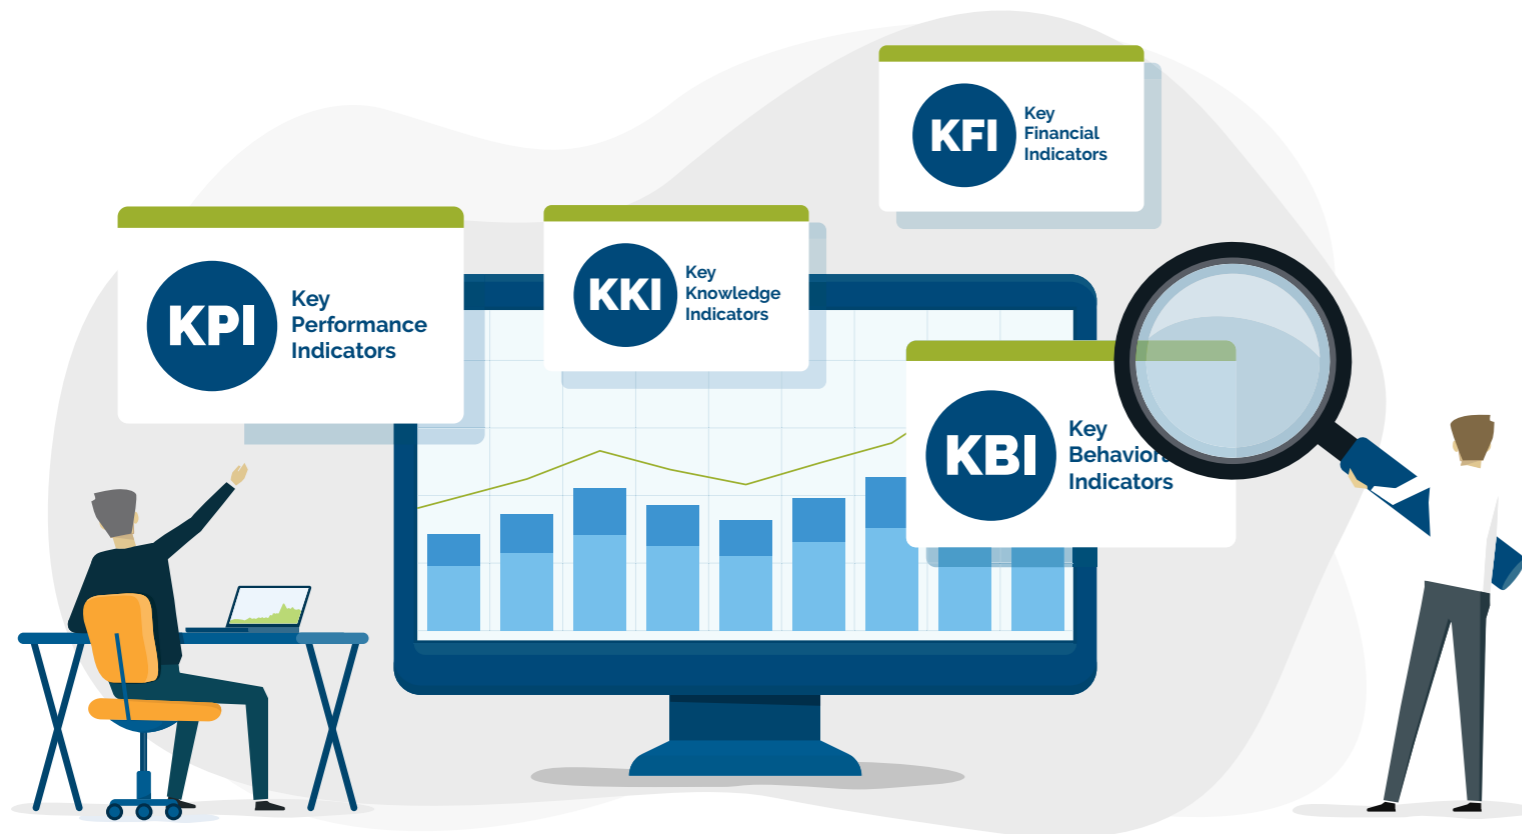 KFI
Key
Financial
Indicators
KPI
Key
Performance
Indicators
KKI
Key
Knowledge
Indicators
KBI
Key
Indicators